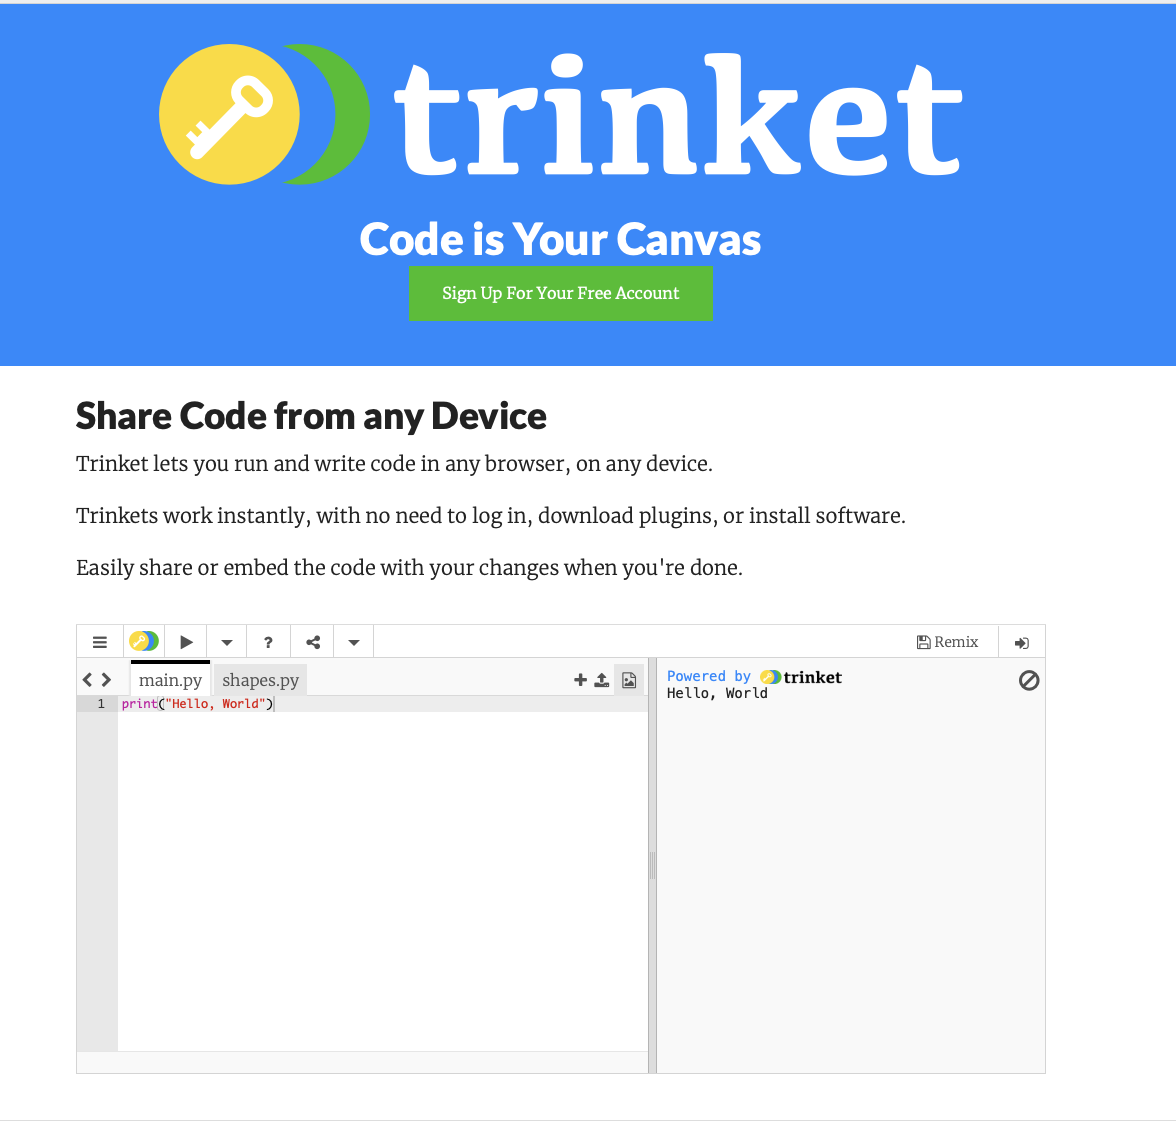 trinket
Code is Your Canvas
Sign Up For Your Free Account
Share Code from any Device
Trinket lets you run and write code in any browser, on any device.
Trinkets work instantly, with no need to log in, download plugins, or install software.
Easily share or embed the code with your changes when you're done.
? Remix
main.py shapes.py
1 print("Hello, World")
Powered by trinket
Hello, World